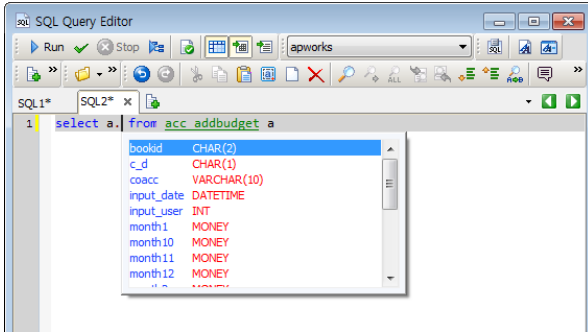 SQL Query Editor
Run Stop apworks
SQL1* SQL2*
1 select a. from acc_addbudget a
bookid CHAR(2)
c_d CHAR(1)
coacc VARCHAR(10)
input_date DATETIME
input_user INT
month1 MONEY
month10 MONEY
month11 MONEY
month12 MONEY